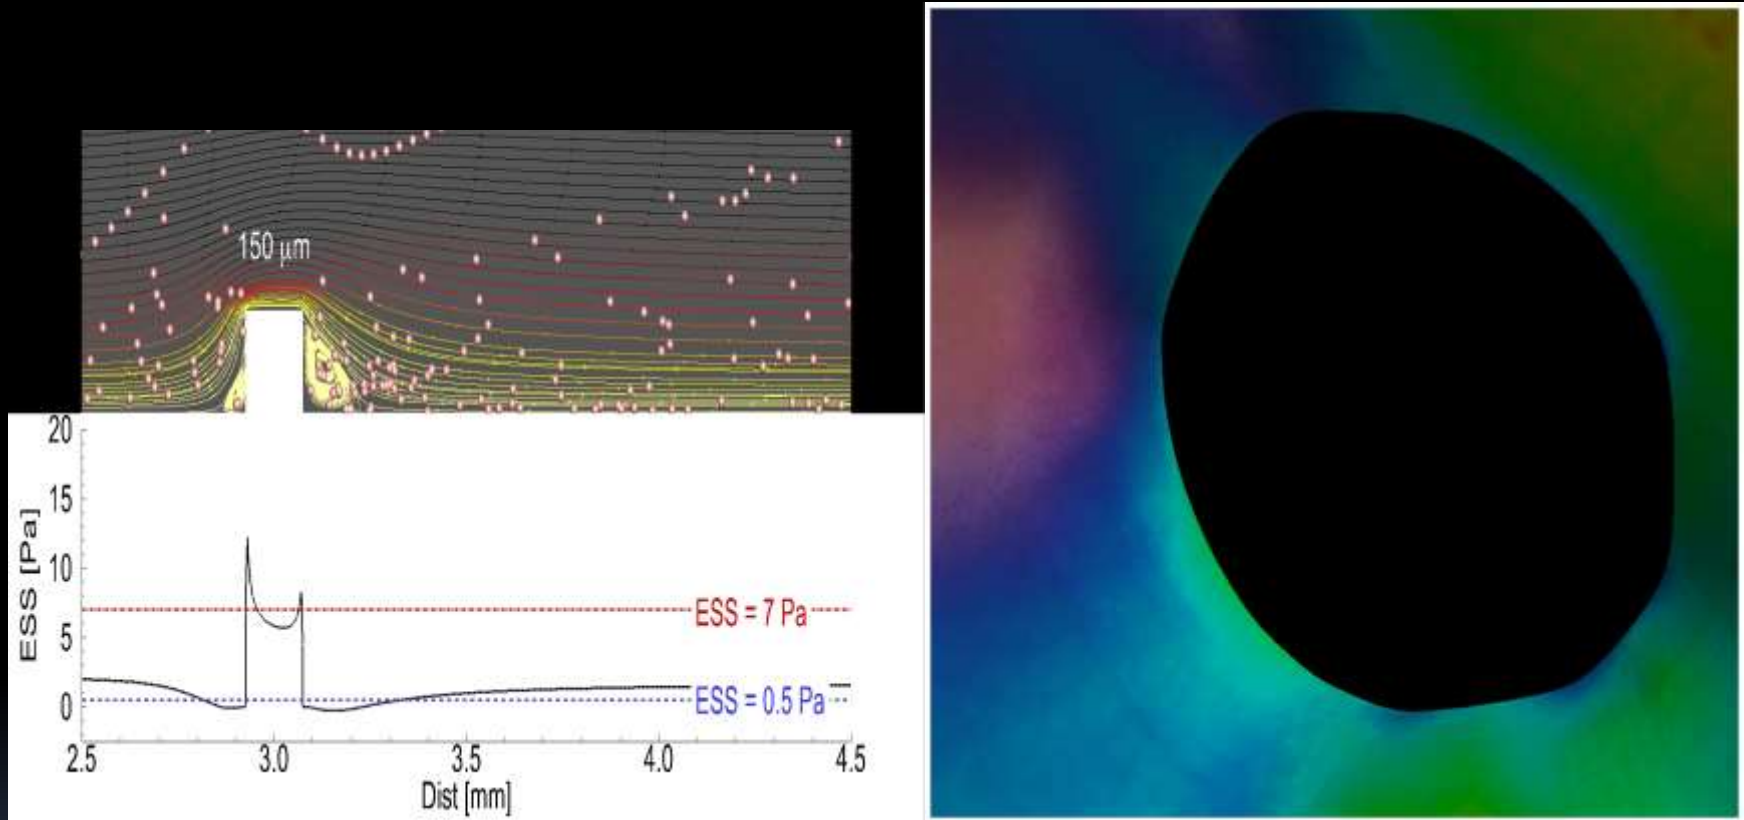 150 μm
20
15
10
5
0
ESS [Pa]
ESS = 7 Pa
ESS = 0.5 Pa
2.5 3.0 3.5 4.0 4.5
Dist [mm]